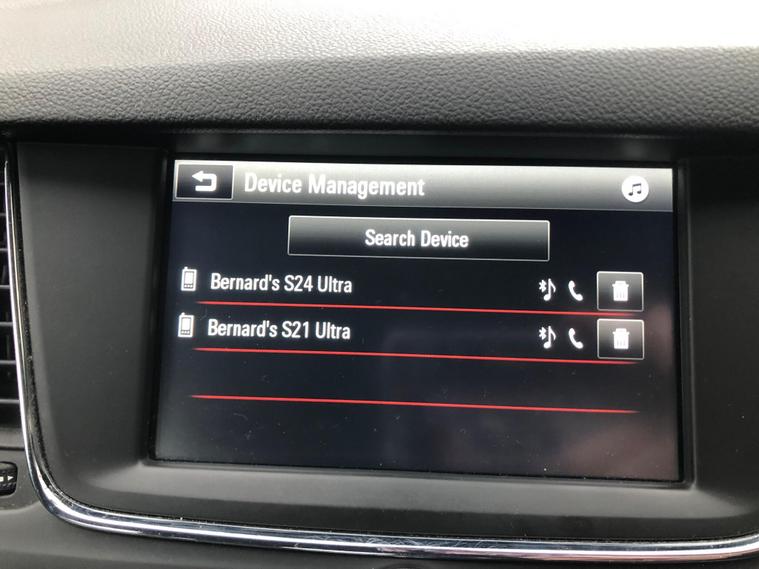 Device Management
Search Device
Bernard's S24 Ultra
Bernard's S21 Ultra